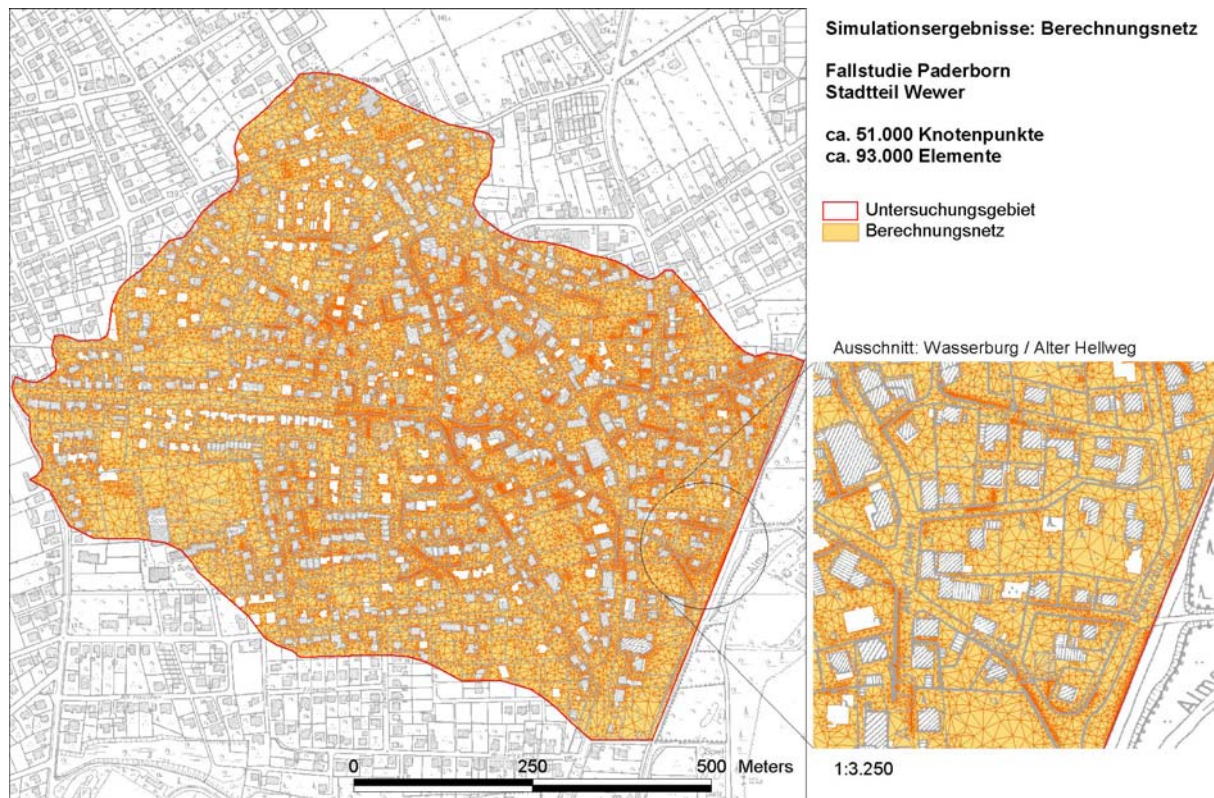 Simulationsergebnisse: Berechnungsnetz
Fallstudie Paderborn
Stadtteil Wewer
ca. 51.000 Knotenpunkte
ca. 93.000 Elemente
Untersuchungsgebiet
Berechnungsnetz
Ausschnitt: Wasserburg / Alter Hellweg
0 250 500 Meters
1:3.250